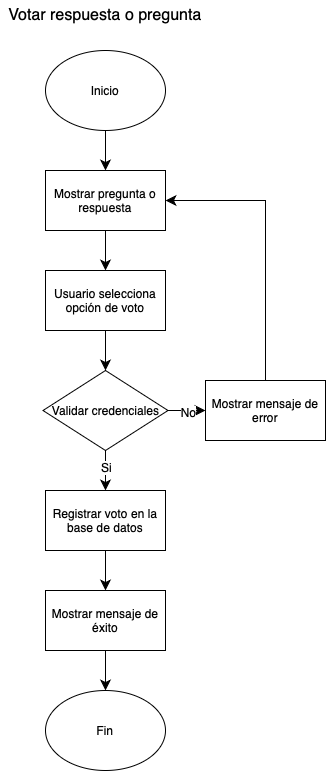 Votar respuesta o pregunta
Inicio
Mostrar pregunta o
respuesta
Usuario selecciona
opción de voto
Validar credenciales
No
Mostrar mensaje de
error
Si
Registrar voto en la
base de datos
Mostrar mensaje de
éxito
Fin